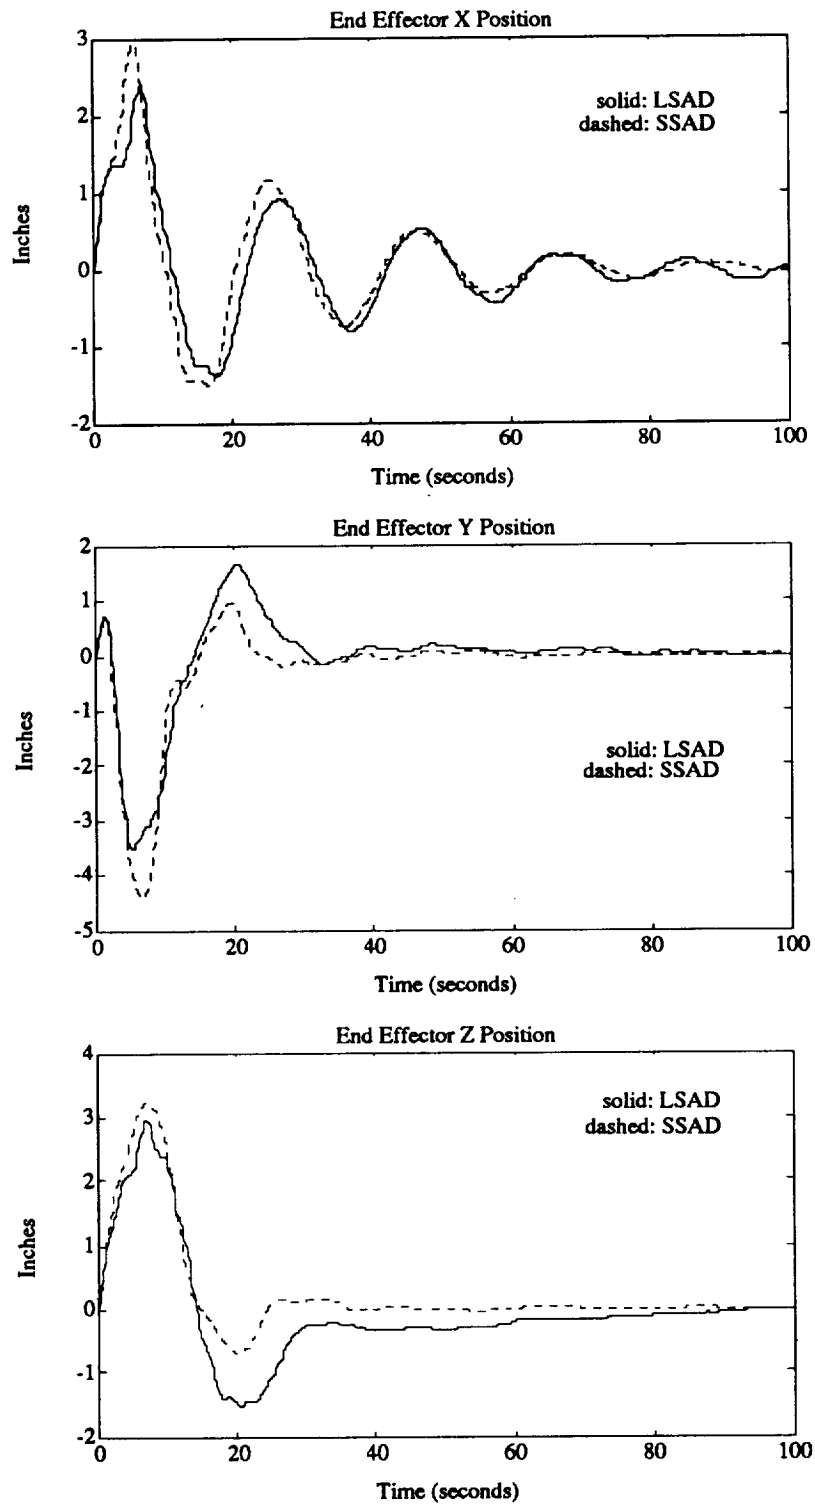 End Effector X Position
3
2
1
0
-1
-2
Inches
solid: LSAD
dashed: SSAD
0 20 40 60 80 100
Time (seconds)
End Effector Y Position
2
1
0
-1
-2
-3
-4
-5
Inches
solid: LSAD
dashed: SSAD
0 20 40 60 80 100
Time (seconds)
End Effector Z Position
4
3
2
1
0
-1
-2
Inches
solid: LSAD
dashed: SSAD
0 20 40 60 80 100
Time (seconds)